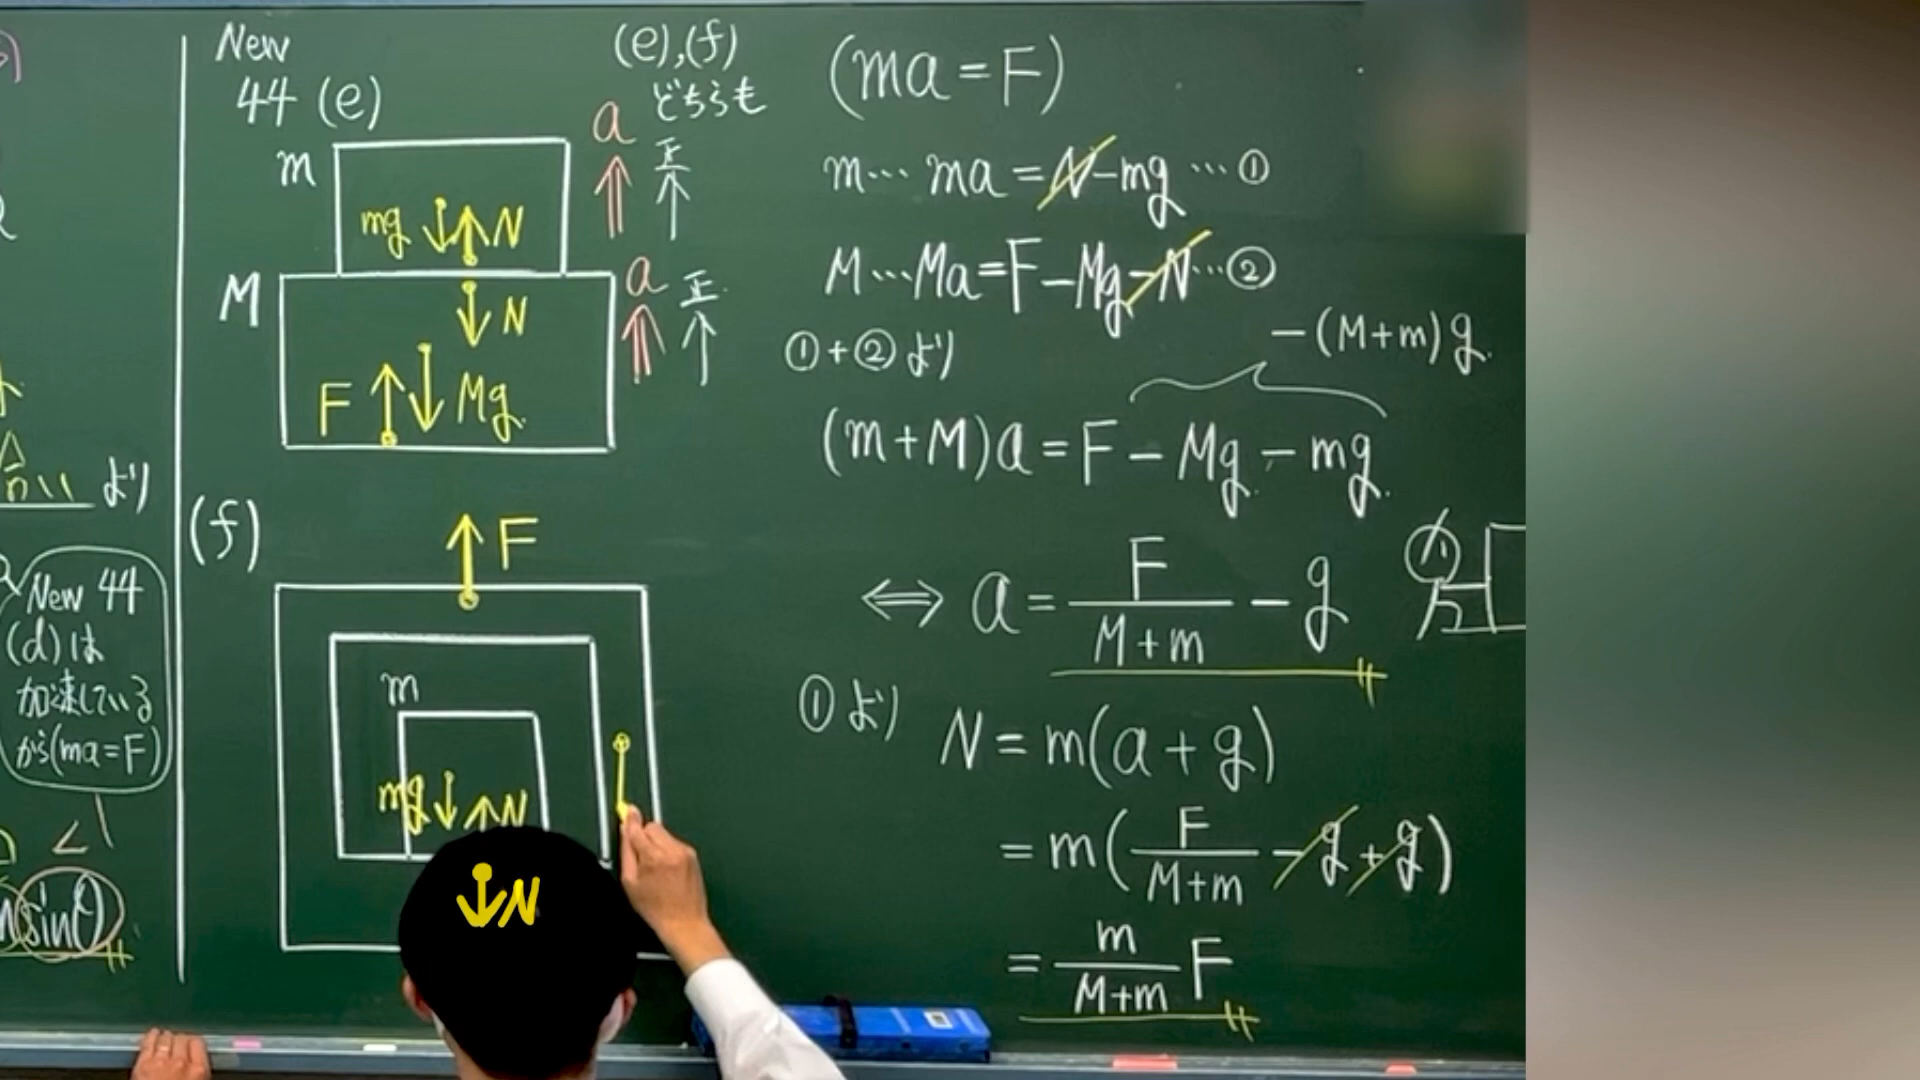 New
44 (e)
(e),(f)
どちらも
m
a
正
mg N
M
a
正
N
F Mg
(ma=F)
m… ma=N-mg …①
M…Ma=F-Mg-N…②
①+②より
-(M+m)g
(m+M)a=F-Mg-mg
⇔ a=F/(M+m)-g
①より N=m(a+g)
=m(F/(M+m)-g+g)
=m/(M+m) F
(f)
F
m
mg N
N
より
New 44
(d)は
加速している
から(ma=F)
sinθ